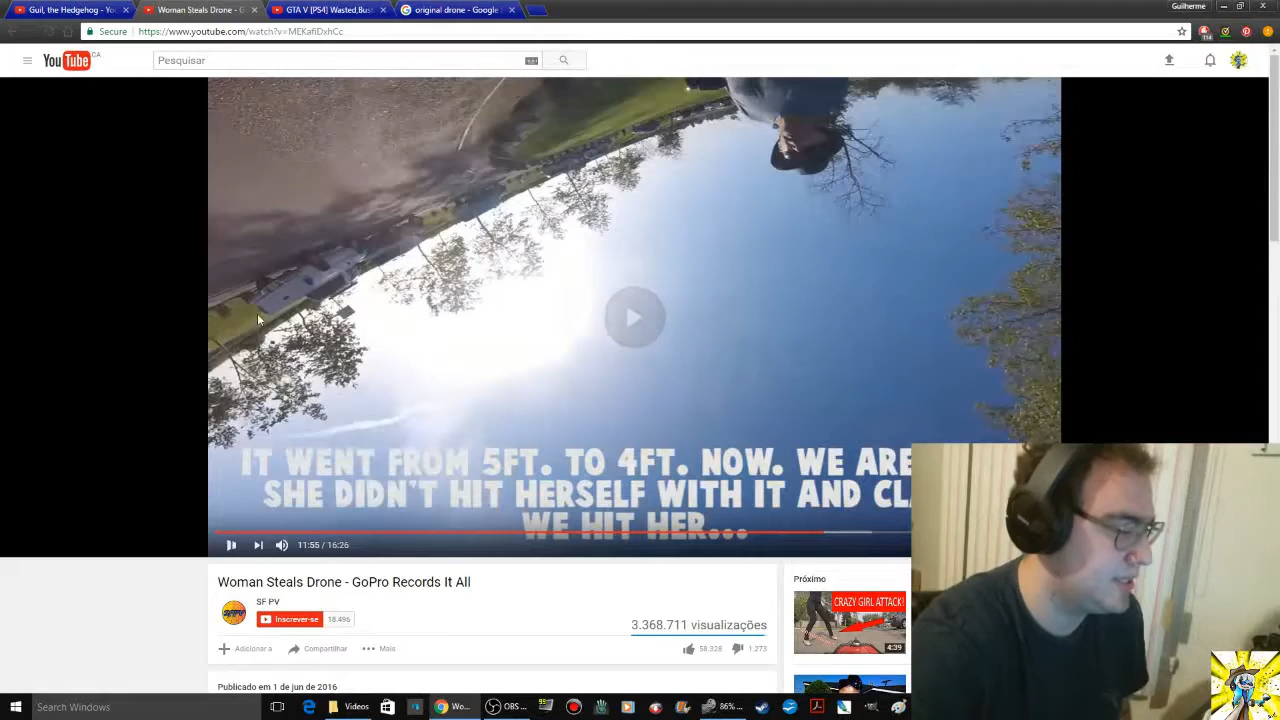 Guil, the Hedgehog - Yo
Woman Steals Drone - G
GTA V [PS4] Wasted,Bust
original drone - Google
Guilherme
Secure
https://www.youtube.com/watch?v=MEKafiDxhCc
114
YouTube CA
Pesquisar
IT WENT FROM 5FT. TO 4FT. NOW. WE ARE
SHE DIDN'T HIT HERSELF WITH IT AND CLA
WE HIT HER...
11:55 / 16:26
Woman Steals Drone - GoPro Records It All
SF PV
Inscrever-se 18.496
3.368.711 visualizações
Adicionar a
Compartilhar
Mais
58.328
1.273
Publicado em 1 de jun de 2016
Próximo
CRAZY GIRL ATTACK!
4:39
Search Windows
Videos
Wo...
OBS ...
86% ...